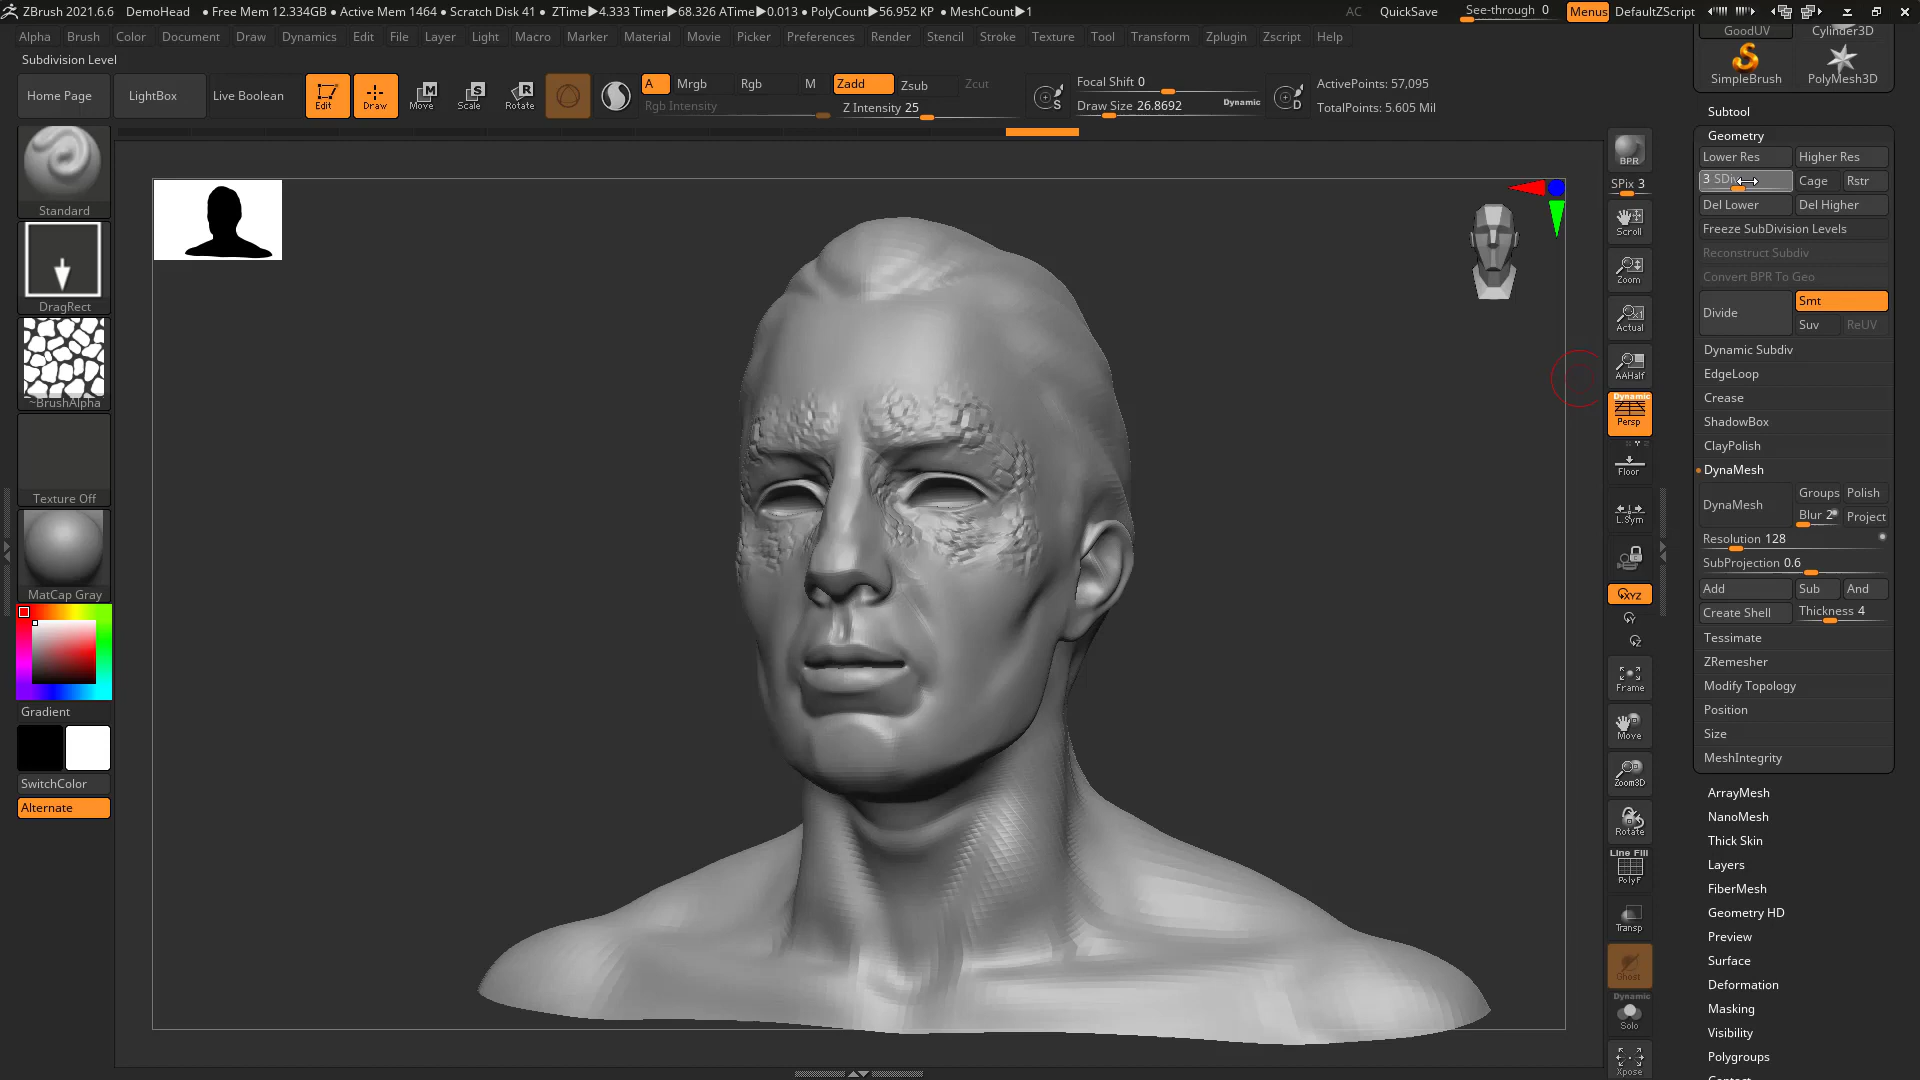 ZBrush 2021.6.6 DemoHead • Free Mem 12.334GB • Active Mem 1464 • Scratch Disk 41 • ZTime▶4.333 Timer▶68.326 ATime▶0.013 • PolyCount▶56.952 KP • MeshCount▶1 AC QuickSave See-through 0 Menus DefaultZScript
Alpha Brush Color Document Draw Dynamics Edit File Layer Light Macro Marker Material Movie Picker Preferences Render Stencil Stroke Texture Tool Transform Zplugin Zscript Help
Subdivision Level
Home Page LightBox Live Boolean Edit Draw Move Scale Rotate
A Mrgb Rgb M Zadd Zsub Zcut
Rgb Intensity Z Intensity 25
Focal Shift 0
Draw Size 26.8692 Dynamic
S D
ActivePoints: 57,095
TotalPoints: 5.605 Mil
Standard
DragRect
~BrushAlpha
Texture Off
MatCap Gray
Gradient
SwitchColor
Alternate
BPR
SPix 3
Scroll
Zoom
Actual
AAHalf
Dynamic
Persp
Floor
L.Sym
XYZ
Y
Z
Frame
Move
Zoom3D
Rotate
Line Fill
PolyF
Transp
Ghost
Dynamic
Solo
Xpose
GoodUV Cylinder3D
SimpleBrush PolyMesh3D
Subtool
Geometry
Lower Res Higher Res
3 SDiv Cage Rstr
Del Lower Del Higher
Freeze SubDivision Levels
Reconstruct Subdiv
Convert BPR To Geo
Divide Smt
Suv ReUV
Dynamic Subdiv
EdgeLoop
Crease
ShadowBox
ClayPolish
DynaMesh
DynaMesh Groups Polish
Blur 2 Project
Resolution 128
SubProjection 0.6
Add Sub And
Create Shell Thickness 4
Tessimate
ZRemesher
Modify Topology
Position
Size
MeshIntegrity
ArrayMesh
NanoMesh
Thick Skin
Layers
FiberMesh
Geometry HD
Preview
Surface
Deformation
Masking
Visibility
Polygroups